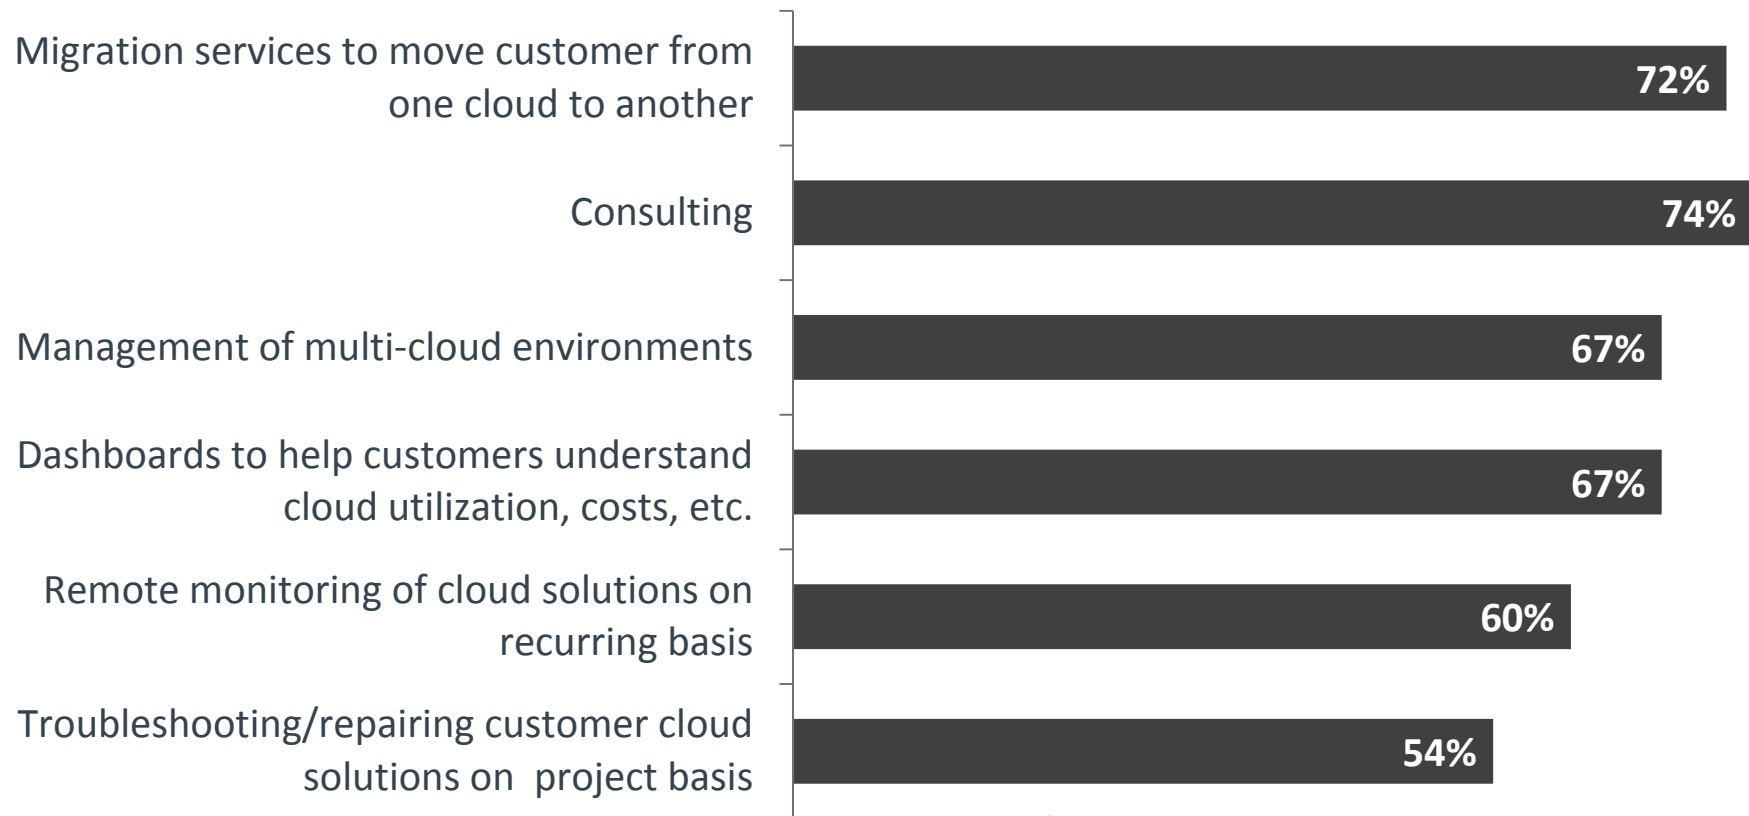 Migration services to move customer from
one cloud to another
72%
Consulting
74%
Management of multi-cloud environments
67%
Dashboards to help customers understand
cloud utilization, costs, etc.
67%
Remote monitoring of cloud solutions on
recurring basis
60%
Troubleshooting/repairing customer cloud
solutions on  project basis
54%